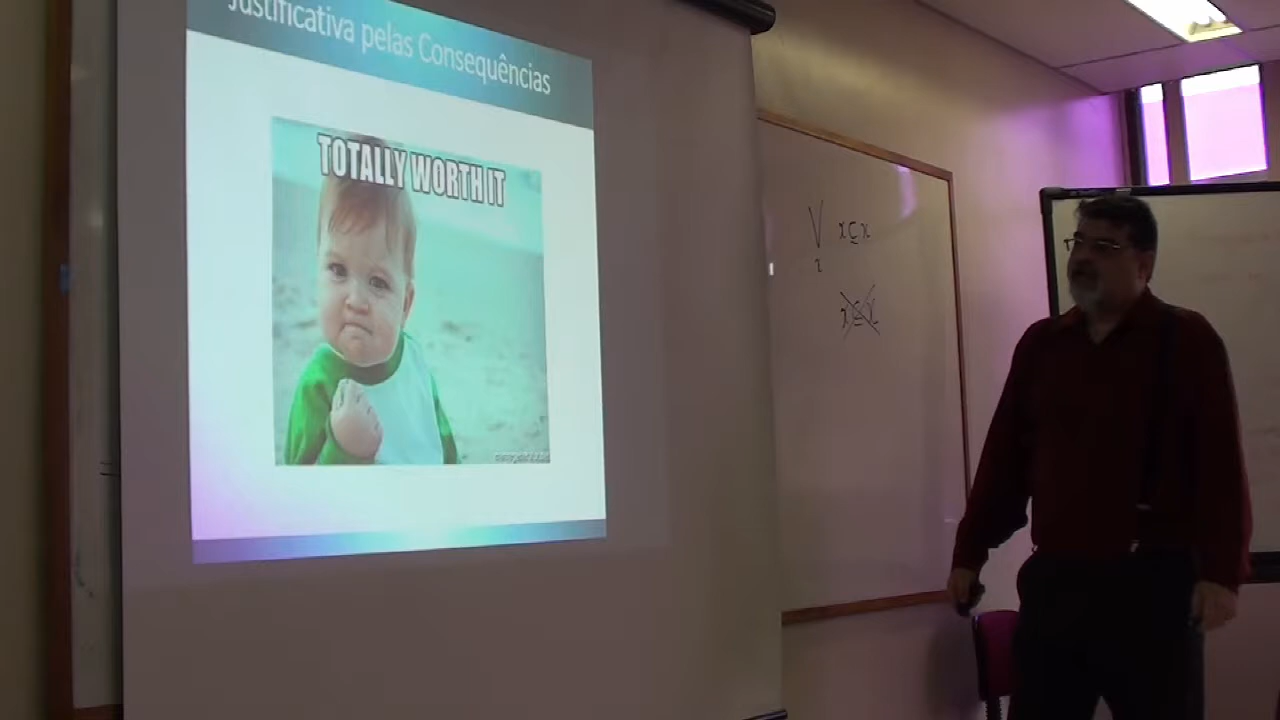 Justificativa pelas Consequências
TOTALLY WORTH IT
∀ x ⊆ x
x